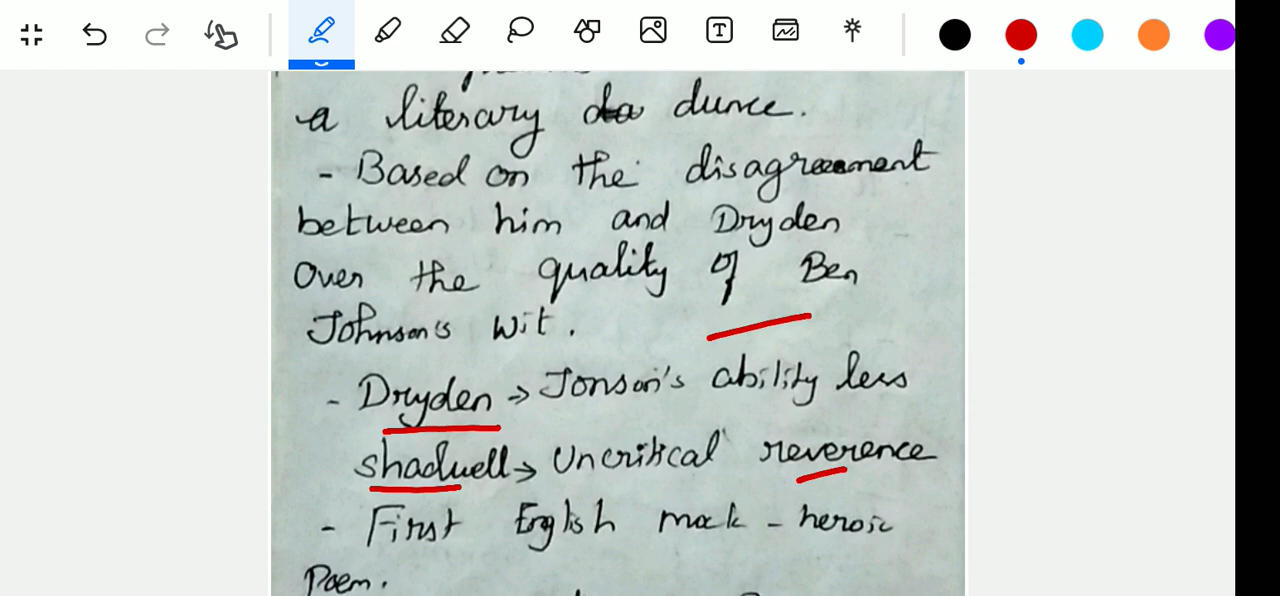 a literary dunce.
- Based on the disagreement
between him and Dryden
Over the quality of Ben
Johnson's wit.
- Dryden → Jonson's ability less
Shadwell → Uncritical reverence
- First English mock-heroic
Poem.